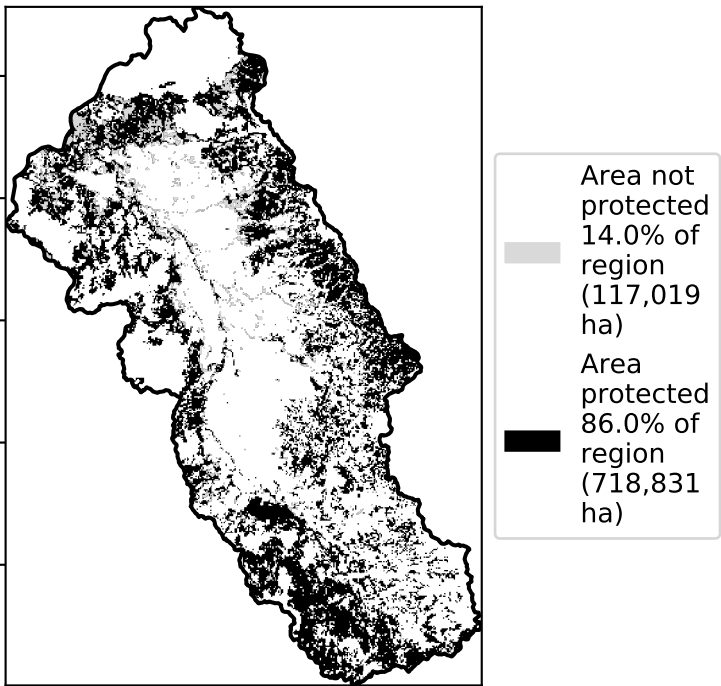 Area not
protected
14.0% of
region
(117,019
ha)
Area
protected
86.0% of
region
(718,831
ha)